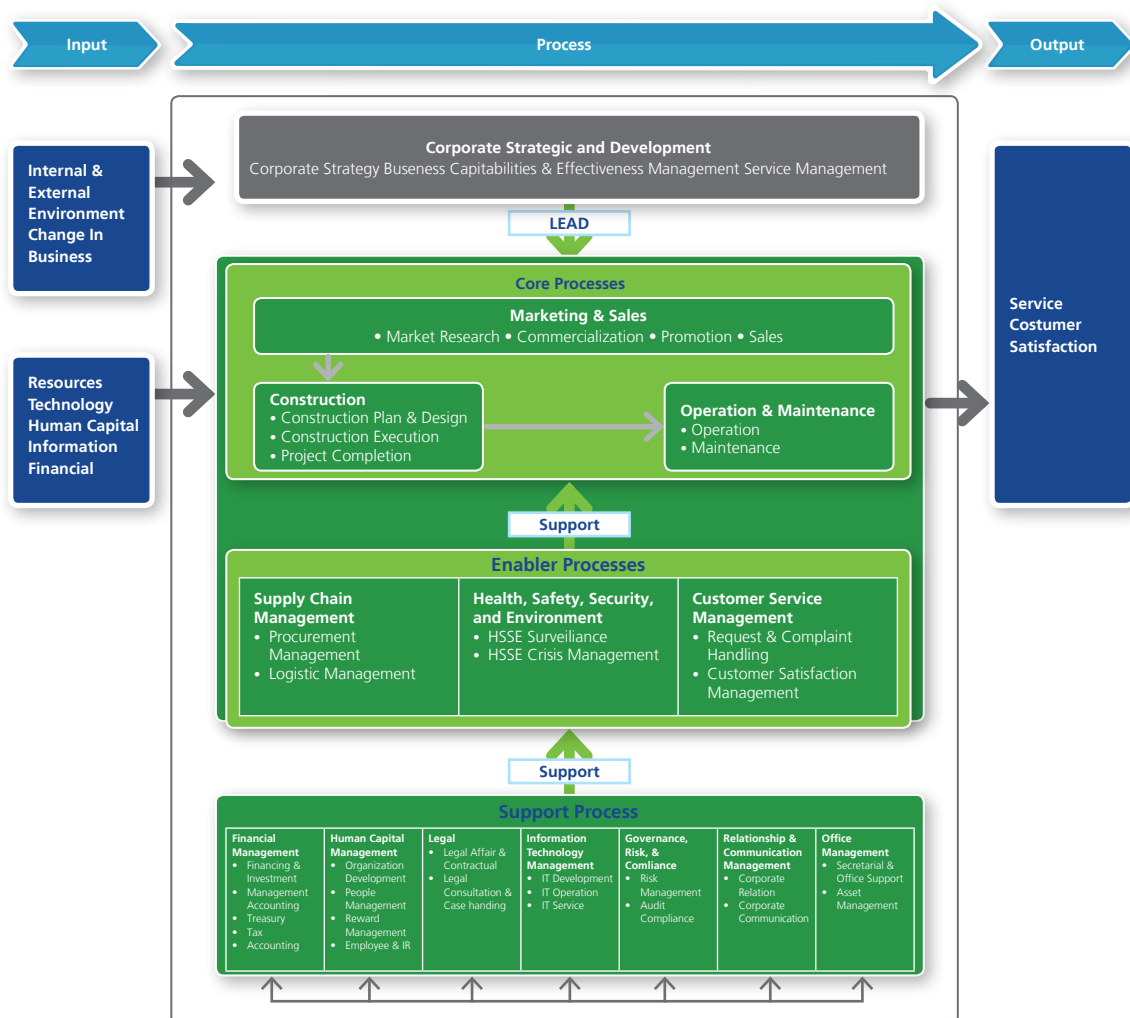 Input
Process
Output
Internal &
External
Environment
Change In
Business
Resources
Technology
Human Capital
Information
Financial
Corporate Strategic and Development
Corporate Strategy Buseness Capitabilities & Effectiveness Management Service Management
LEAD
Core Processes
Marketing & Sales
• Market Research • Commercialization • Promotion • Sales
Construction
• Construction Plan & Design
• Construction Execution
• Project Completion
Operation & Maintenance
• Operation
• Maintenance
Service
Costumer
Satisfaction
Support
Enabler Processes
Supply Chain
Management
• Procurement
Management
• Logistic Management
Health, Safety, Security,
and Environment
• HSSE Surveiliance
• HSSE Crisis Management
Customer Service
Management
• Request & Complaint
Handling
• Customer Satisfaction
Management
Support
Support Process
Financial
Management
• Financing &
Investment
• Management
Accounting
• Treasury
• Tax
• Accounting
Human Capital
Management
• Organization
Development
• People
Management
• Reward
Management
• Employee & IR
Legal
• Legal Affair &
Contractual
• Legal
Consultation &
Case handing
Information
Technology
Management
• IT Development
• IT Operation
• IT Service
Governance,
Risk, &
Comliance
• Risk
Management
• Audit
Compliance
Relationship &
Communication
Management
• Corporate
Relation
• Corporate
Communication
Office
Management
• Secretarial &
Office Support
• Asset
Management